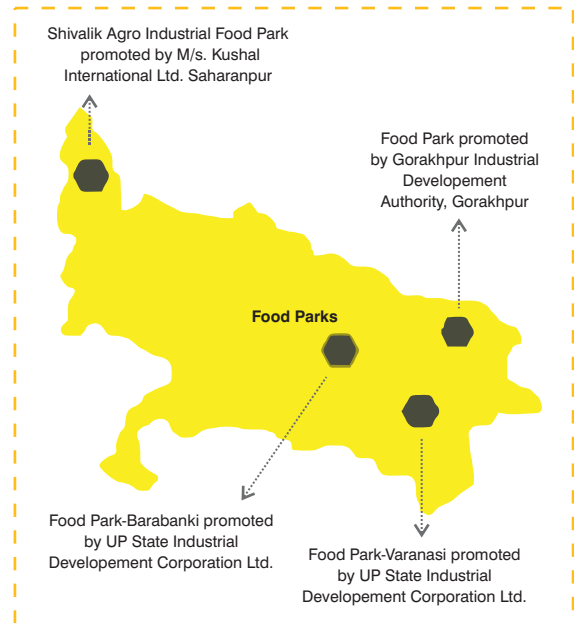 Shivalik Agro Industrial Food Park
promoted by M/s. Kushal
International Ltd. Saharanpur
Food Park promoted
by Gorakhpur Industrial
Developement
Authority, Gorakhpur
Food Parks
Food Park-Barabanki promoted
by UP State Industrial
Developement Corporation Ltd.
Food Park-Varanasi promoted
by UP State Industrial
Developement Corporation Ltd.